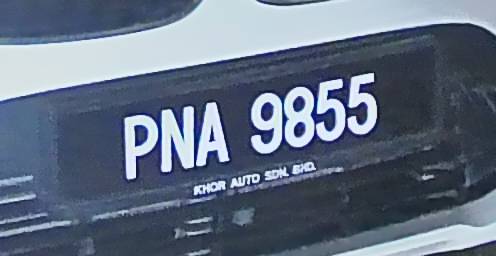 PNA 9855
KHOR AUTO SDN. BHD.